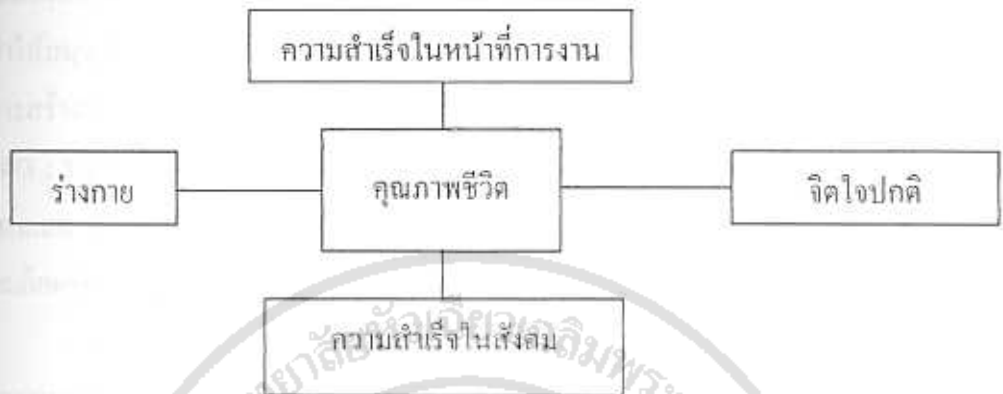 ความสำเร็จในหน้าที่การงาน
ร่างกาย
คุณภาพชีวิต
จิตใจปกติ
ความสำเร็จในสังคม